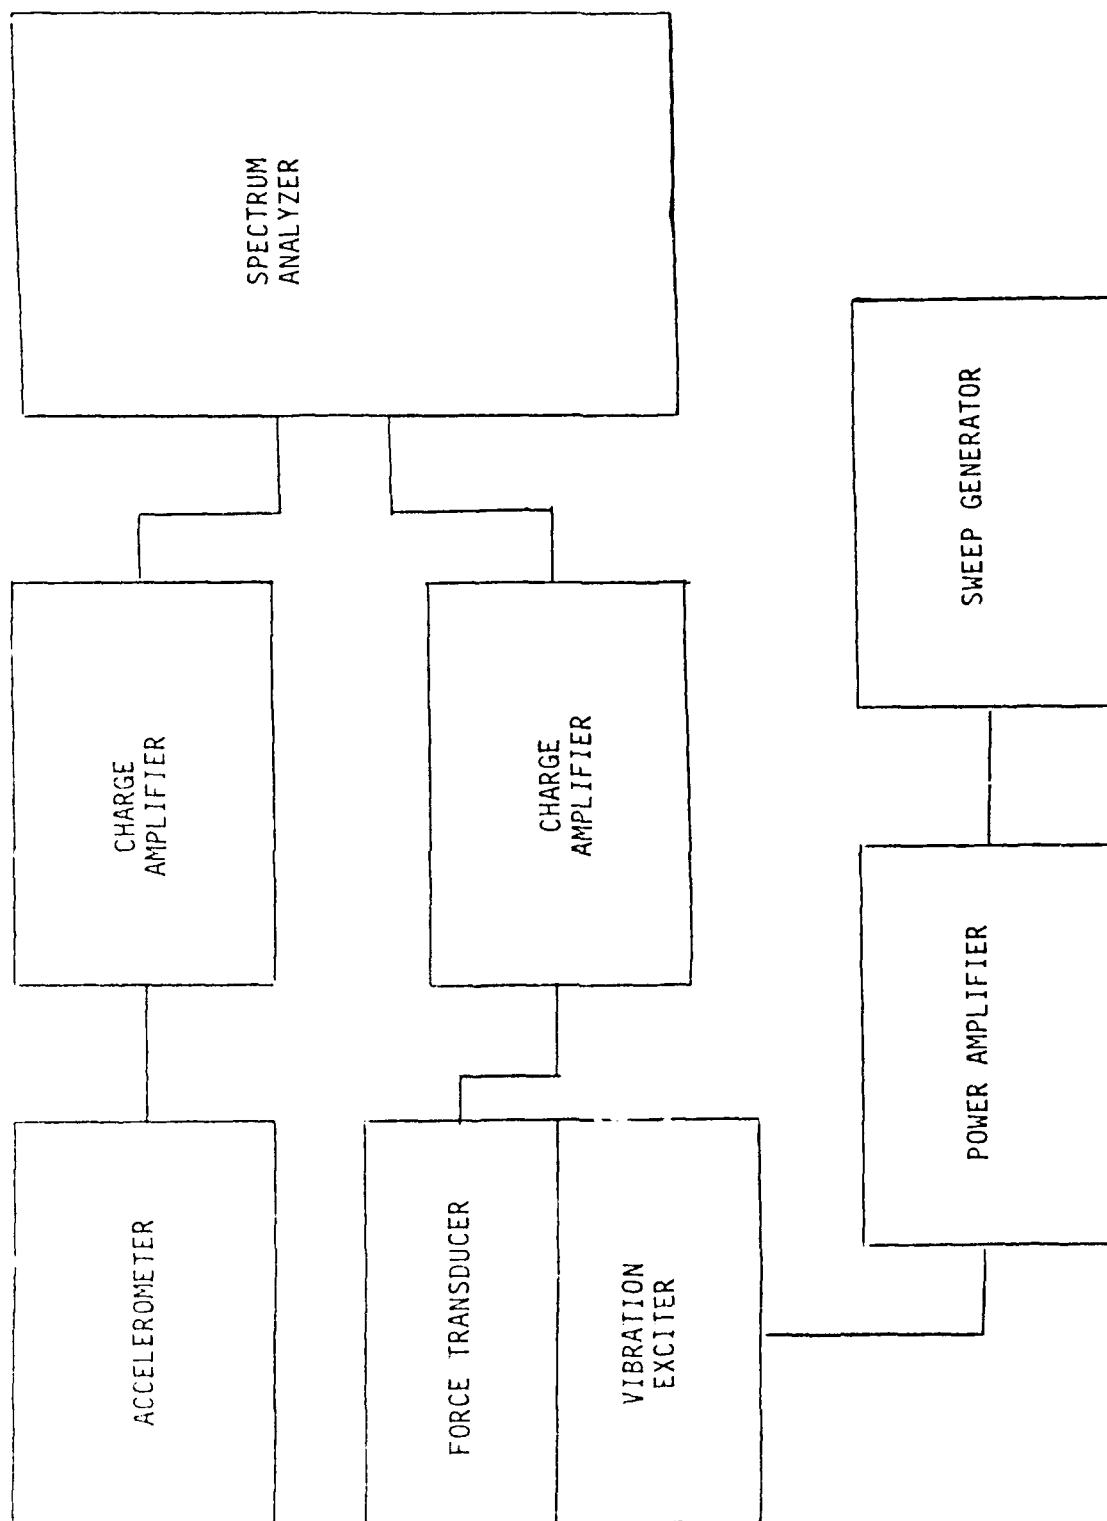 ACCELEROMETER
CHARGE
AMPLIFIER
SPECTRUM
ANALYZER
FORCE TRANSDUCER
CHARGE
AMPLIFIER
VIBRATION
EXCITER
POWER AMPLIFIER
SWEEP GENERATOR